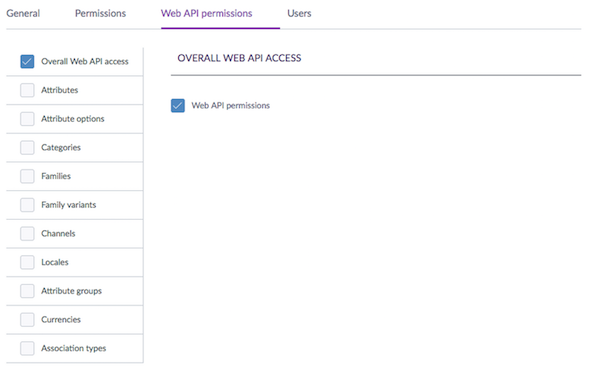 General Permissions Web API permissions Users
Overall Web API access
OVERALL WEB API ACCESS
Attributes
Web API permissions
Attribute options
Categories
Families
Family variants
Channels
Locales
Attribute groups
Currencies
Association types